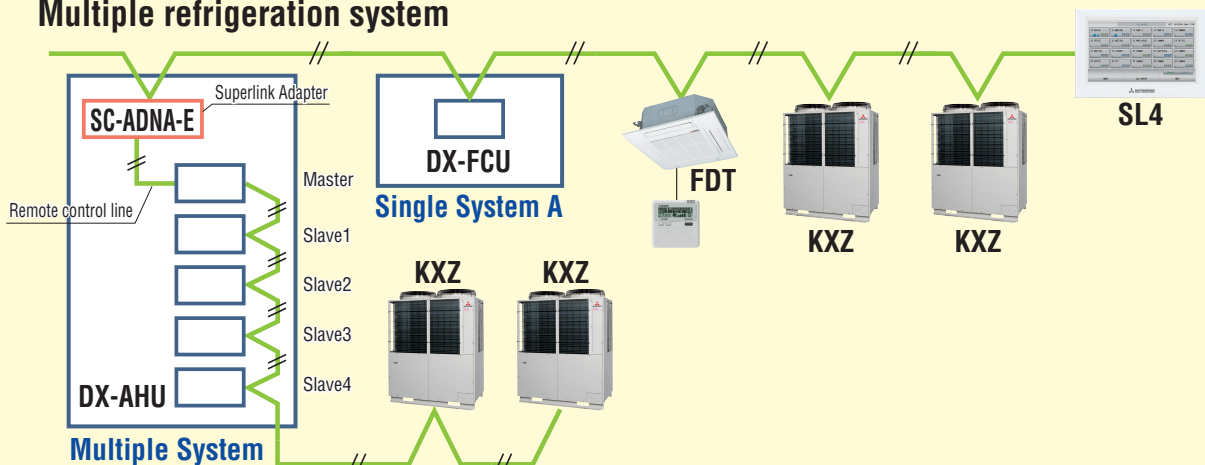 Multiple refrigeration system
SC-ADNA-E
Superlink Adapter
DX-FCU
FDT
SL4
Master
Remote control line
Single System A
Slave1
KXZ
KXZ
Slave2
KXZ
KXZ
Slave3
Slave4
DX-AHU
Multiple System